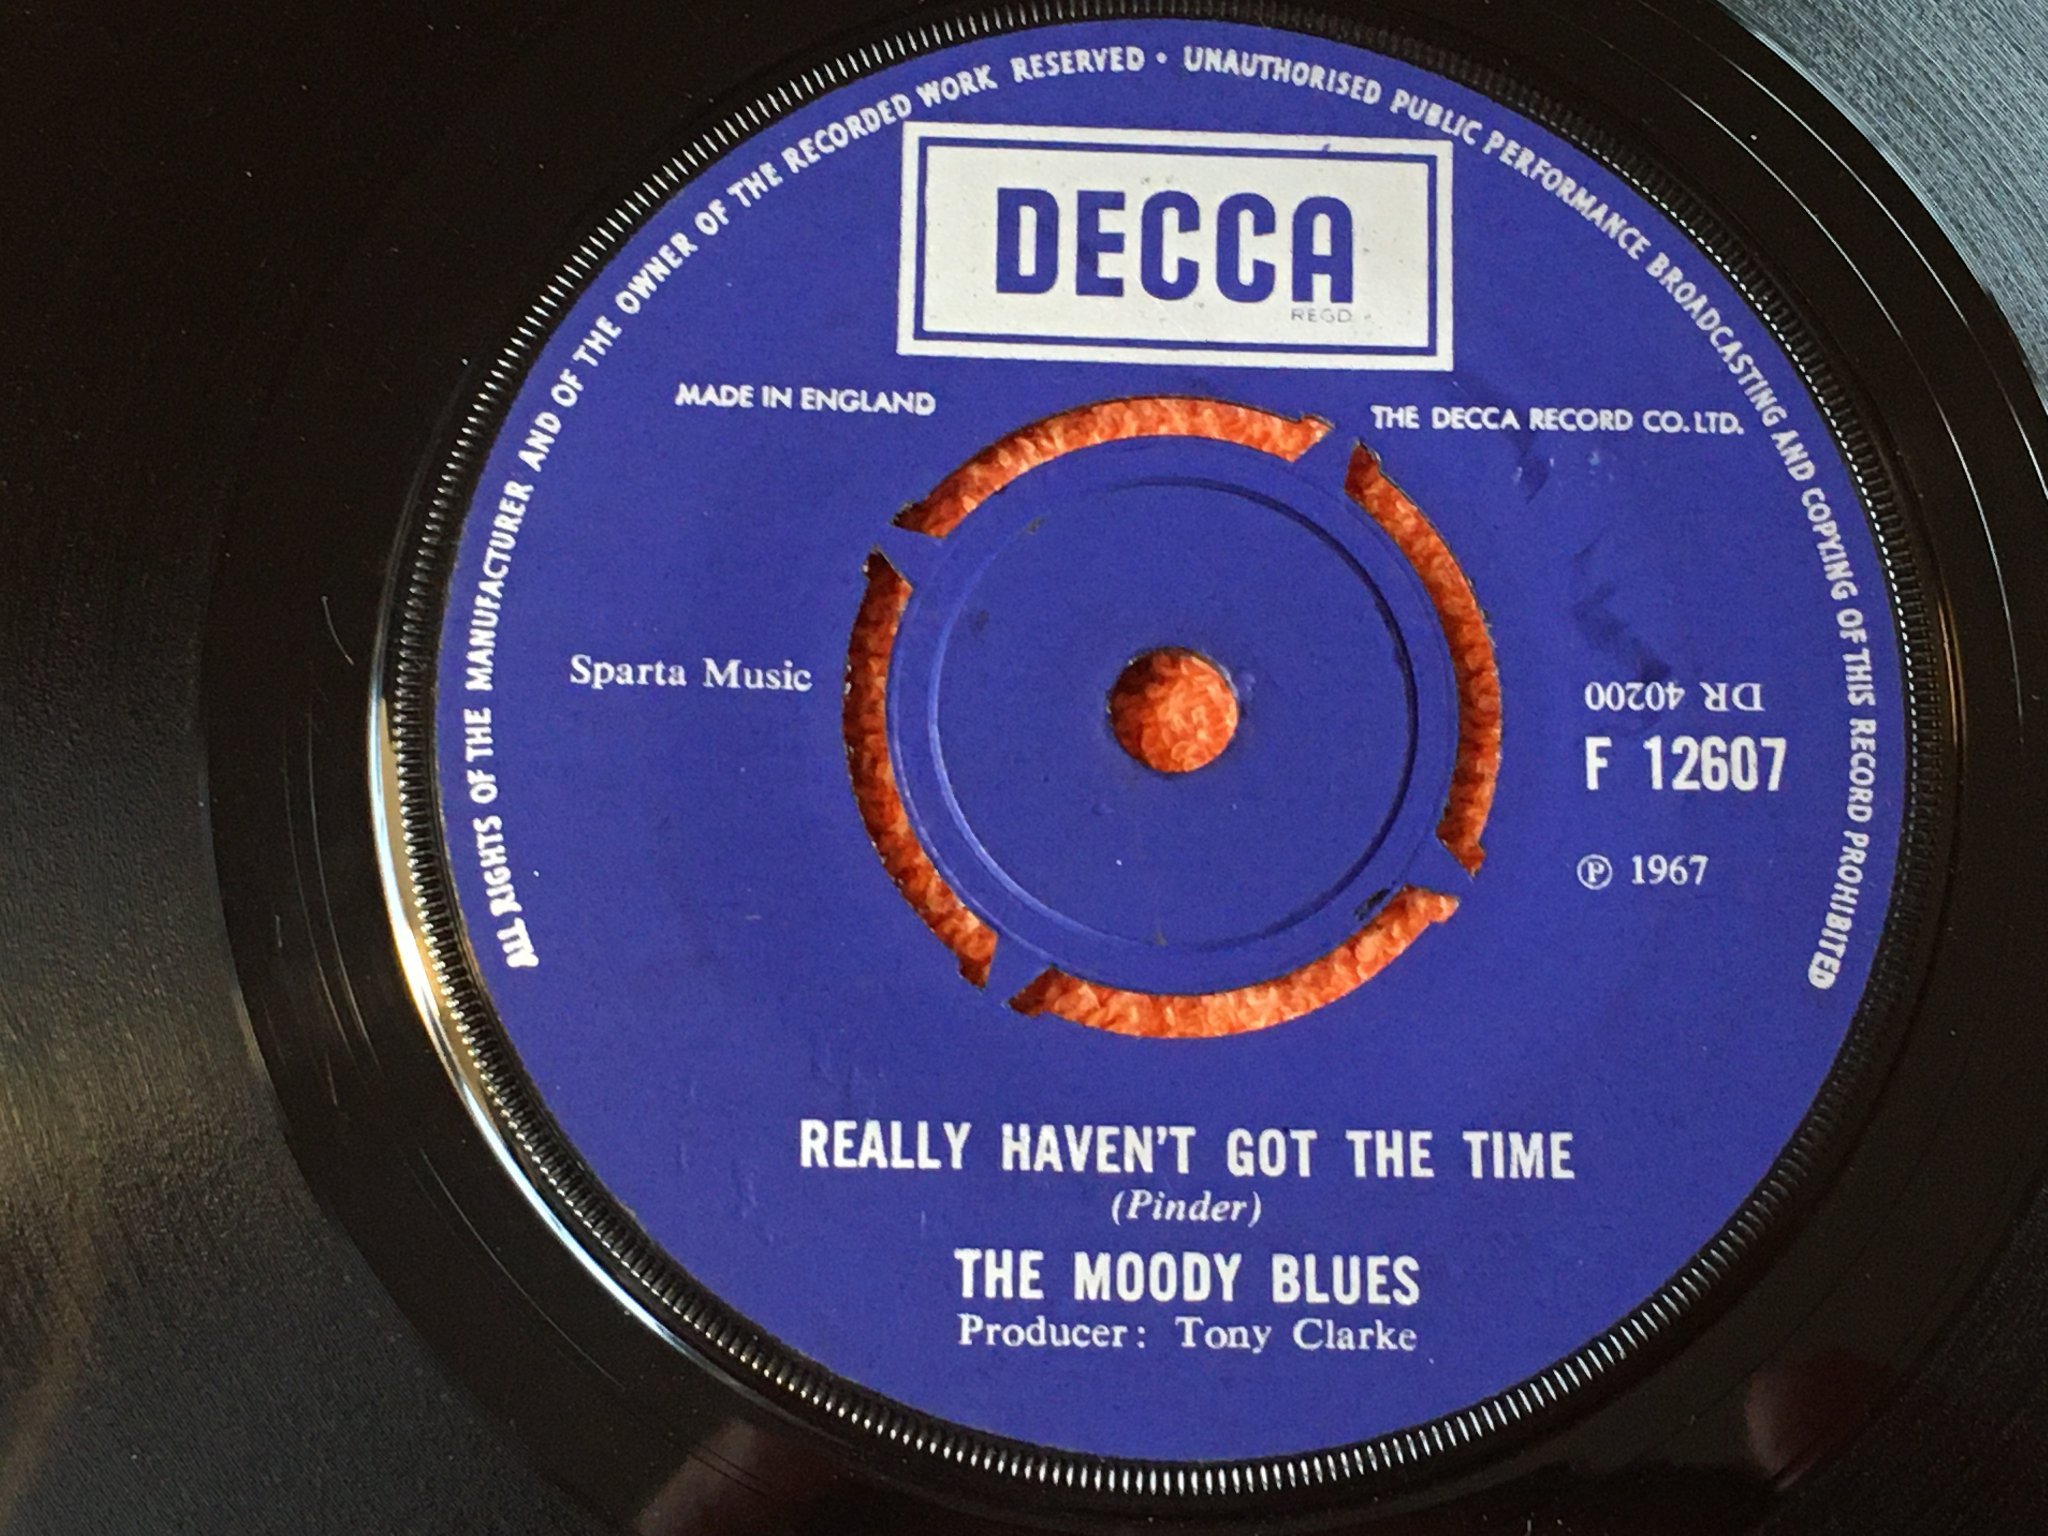 ALL RIGHTS OF THE MANUFACTURER AND OF THE OWNER OF THE RECORDED WORK RESERVED • UNAUTHORISED PUBLIC PERFORMANCE BROADCASTING AND COPYING OF THIS RECORD PROHIBITED
DECCA
REGD
MADE IN ENGLAND
THE DECCA RECORD CO. LTD.
Sparta Music
DR 40200
F 12607
℗ 1967
REALLY HAVEN'T GOT THE TIME
(Pinder)
THE MOODY BLUES
Producer: Tony Clarke